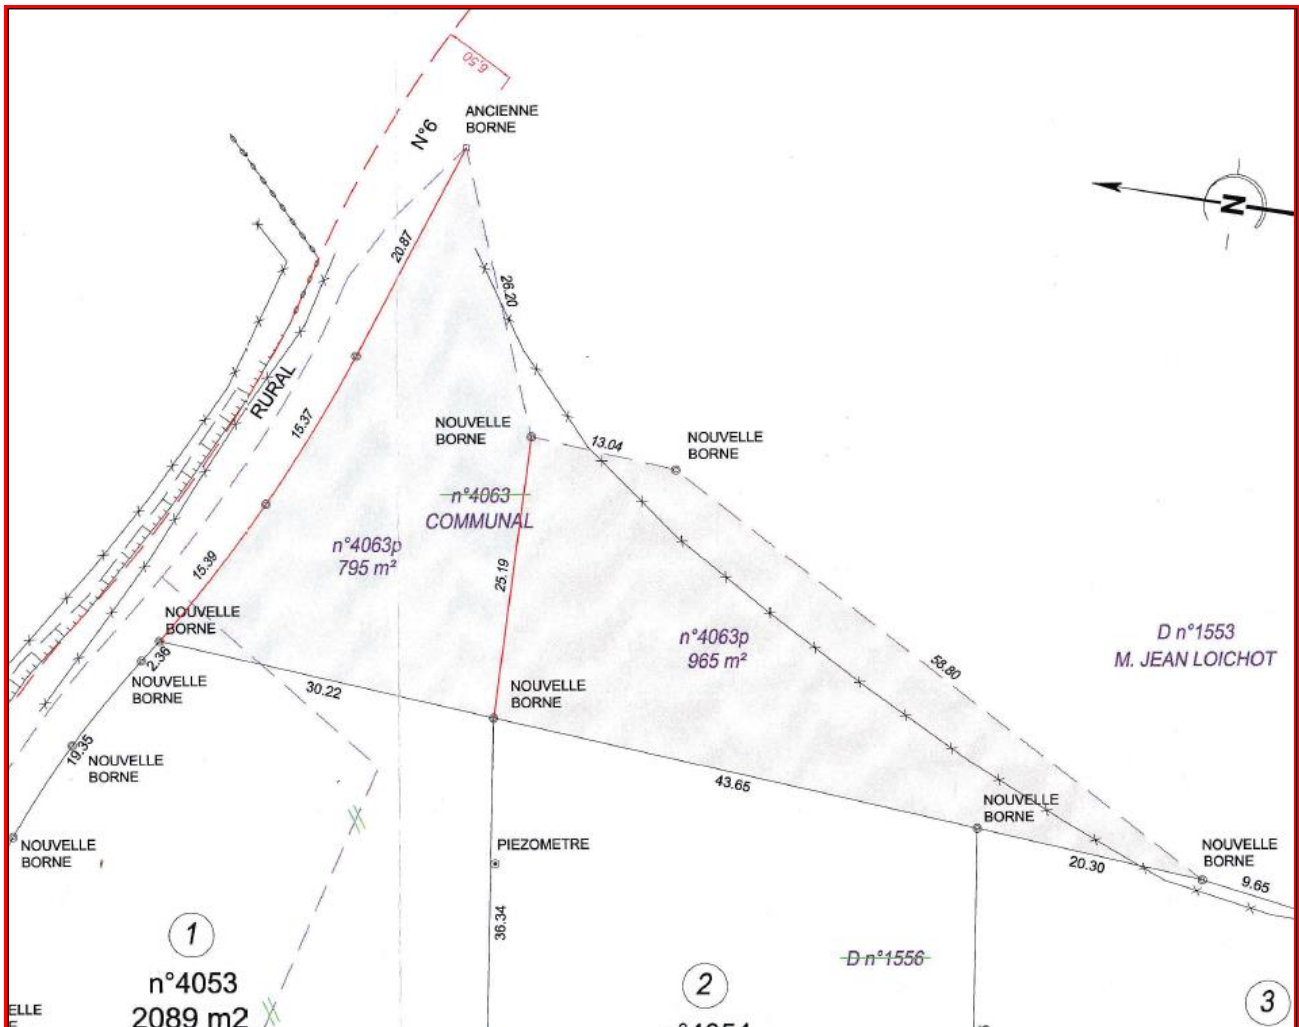 6.50
ANCIENNE
BORNE
N°6
N
20.87
26.20
RURAL
15.37
NOUVELLE
BORNE
13.04
NOUVELLE
BORNE
n°4063
COMMUNAL
n°4063p
795 m²
15.39
25.19
NOUVELLE
BORNE
n°4063p
965 m²
D n°1553
M. JEAN LOICHOT
58.80
2.36
NOUVELLE
BORNE
30.22
NOUVELLE
BORNE
19.35
NOUVELLE
BORNE
43.65
NOUVELLE
BORNE
NOUVELLE
BORNE
PIEZOMETRE
NOUVELLE
BORNE
20.30
9.65
36.34
1
n°4053
2089 m2
D n°1556
2
3
ELLE